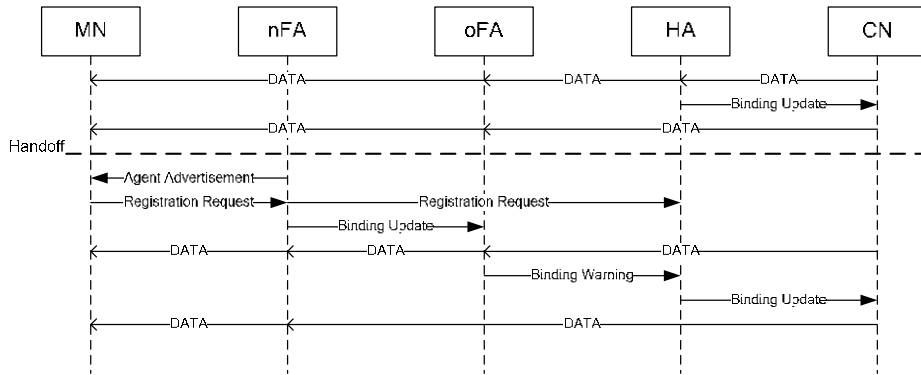 MN nFA oFA HA CN
DATA DATA DATA
Binding Update
DATA DATA
Handoff
Agent Advertisement
Registration Request Registration Request
Binding Update
DATA DATA DATA
Binding Warning
Binding Update
DATA DATA